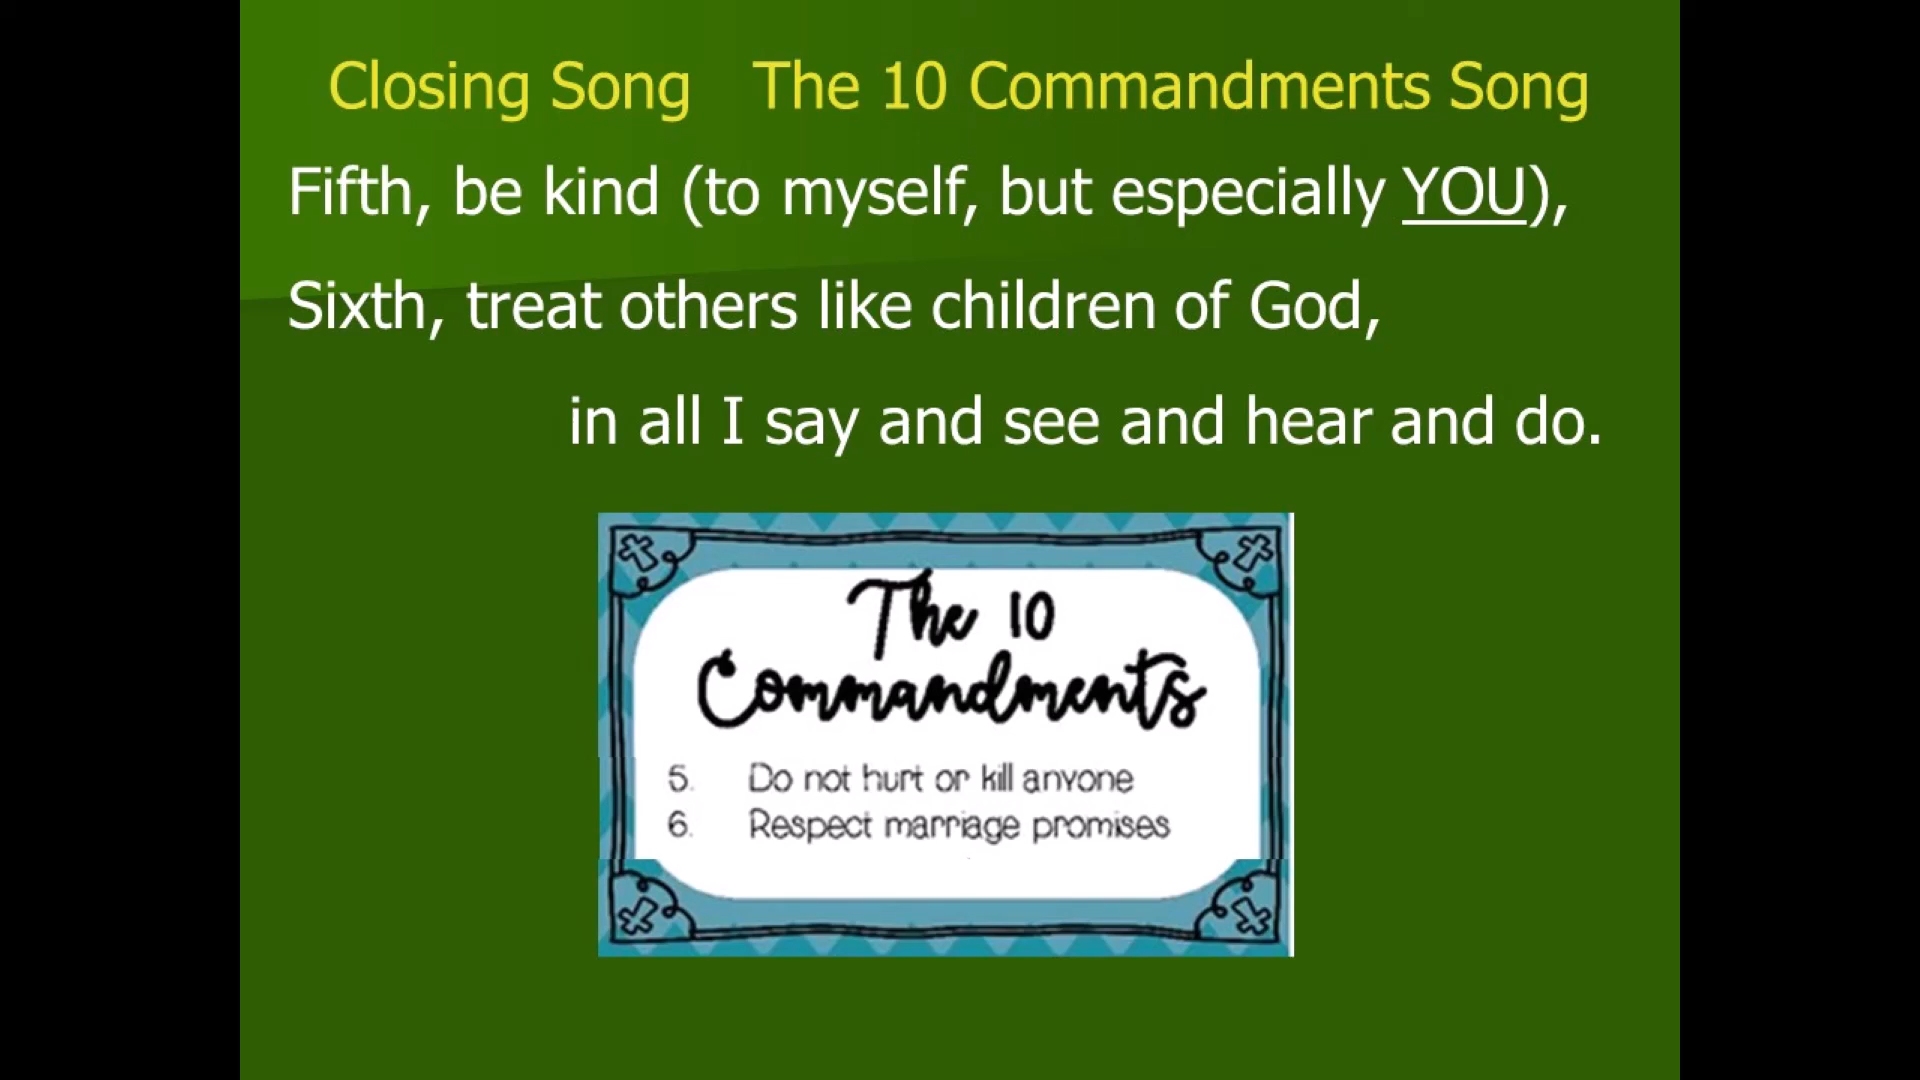 Closing Song The 10 Commandments Song
Fifth, be kind (to myself, but especially YOU),
Sixth, treat others like children of God,
in all I say and see and hear and do.
The 10
Commandments
5. Do not hurt or kill anyone
6. Respect marriage promises